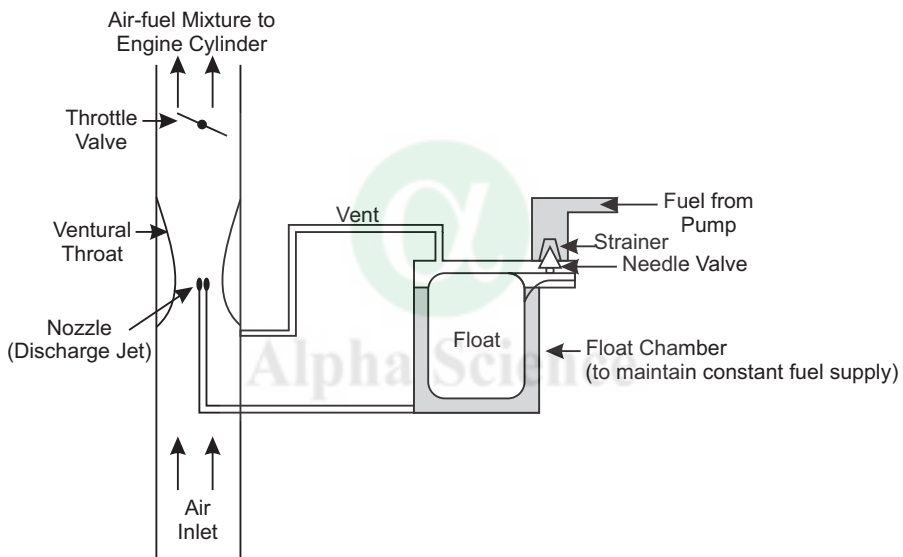 Air-fuel Mixture to
Engine Cylinder
Throttle
Valve
Ventural
Throat
Nozzle
(Discharge Jet)
Air
Inlet
Vent
Fuel from
Pump
Strainer
Needle Valve
Float
Float Chamber
(to maintain constant fuel supply)
α
Alpha Science